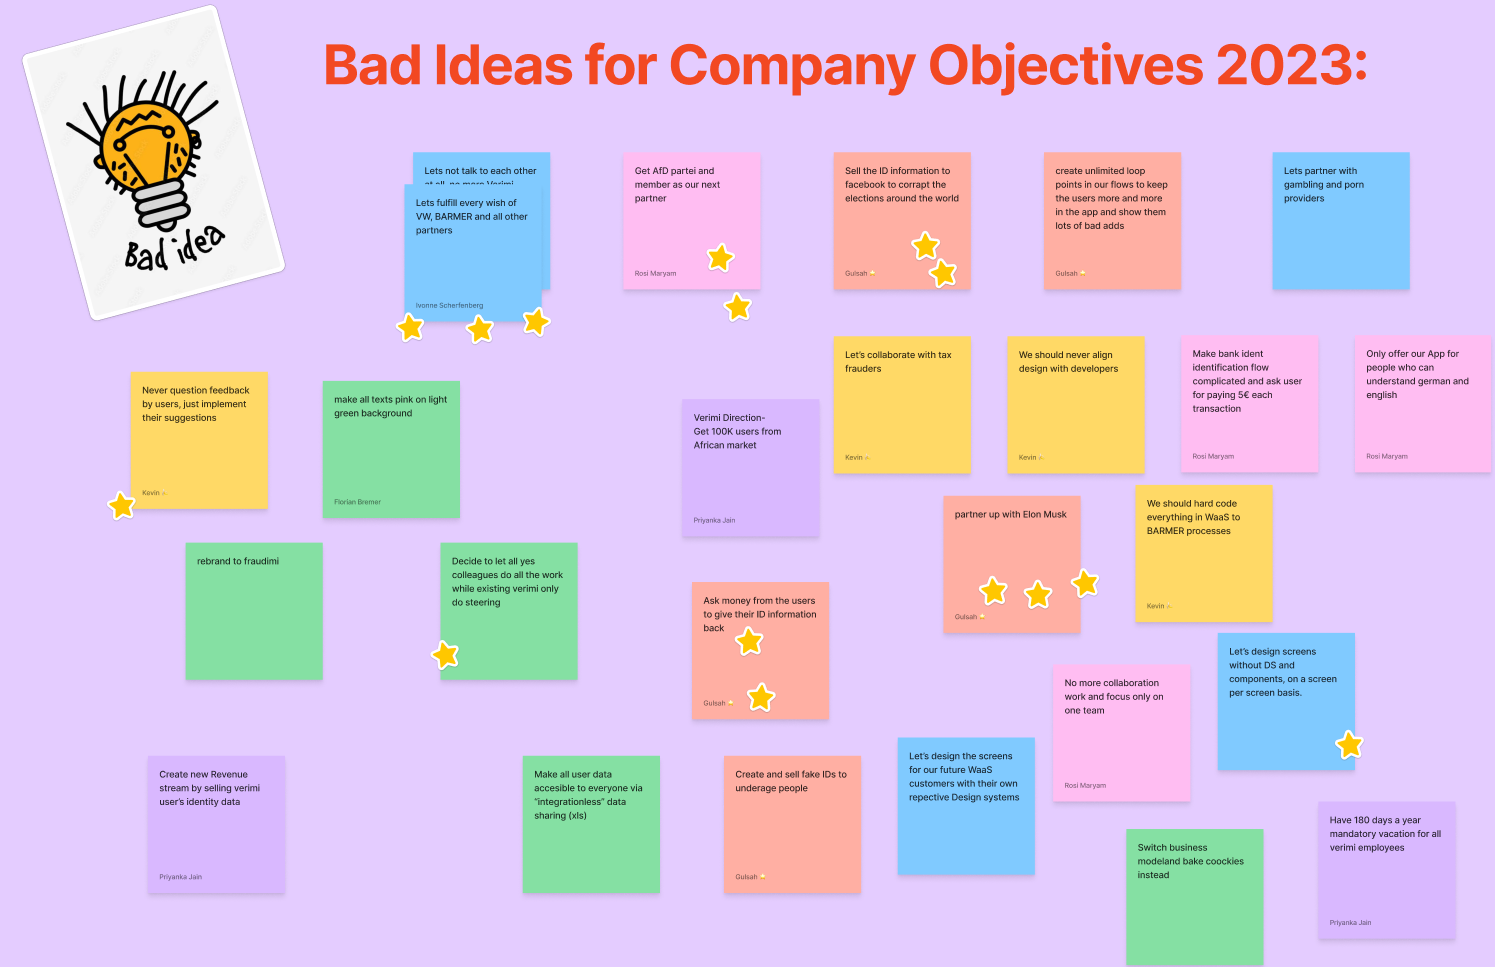 Bad Ideas for Company Objectives 2023:
Bad idea
Lets not talk to each other
at all, no more Verimi
Lets fulfill every wish of
VW, BARMER and all other
partners
Ivonne Scherfenberg
Get AfD partei and
member as our next
partner
Rosi Maryam
Sell the ID information to
facebook to corrapt the
elections around the world
Gulsah
create unlimited loop
points in our flows to keep
the users more and more
in the app and show them
lots of bad adds
Gulsah
Lets partner with
gambling and porn
providers
Let's collaborate with tax
frauders
Kevin
We should never align
design with developers
Kevin
Make bank ident
identification flow
complicated and ask user
for paying 5€ each
transaction
Rosi Maryam
Only offer our App for
people who can
understand german and
english
Rosi Maryam
Never question feedback
by users, just implement
their suggestions
Kevin
make all texts pink on light
green background
Florian Bremer
Verimi Direction-
Get 100K users from
African market
Priyanka Jain
partner up with Elon Musk
Gulsah
We should hard code
everything in WaaS to
BARMER processes
Kevin
rebrand to fraudimi
Decide to let all yes
colleagues do all the work
while existing verimi only
do steering
Ask money from the users
to give their ID information
back
Gulsah
No more collaboration
work and focus only on
one team
Rosi Maryam
Let's design screens
without DS and
components, on a screen
per screen basis.
Create new Revenue
stream by selling verimi
user's identity data
Priyanka Jain
Make all user data
accesible to everyone via
"integrationless" data
sharing (xls)
Create and sell fake IDs to
underage people
Gulsah
Let's design the screens
for our future WaaS
customers with their own
repective Design systems
Switch business
modeland bake coockies
instead
Have 180 days a year
mandatory vacation for all
verimi employees
Priyanka Jain